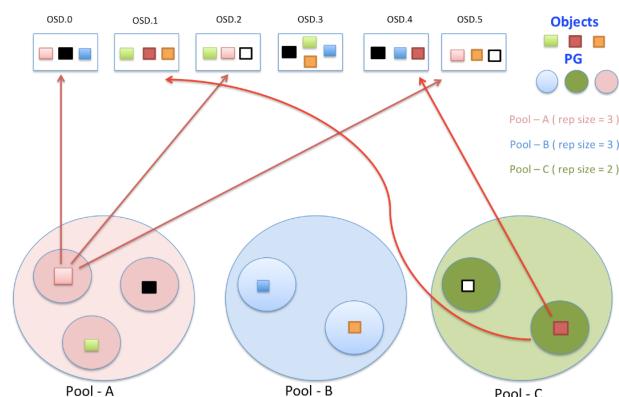 OSD.0 OSD.1 OSD.2 OSD.3 OSD.4 OSD.5
Objects
PG
Pool – A ( rep size = 3 )
Pool – B ( rep size = 3 )
Pool – C ( rep size = 2 )
Pool - A Pool - B Pool - C